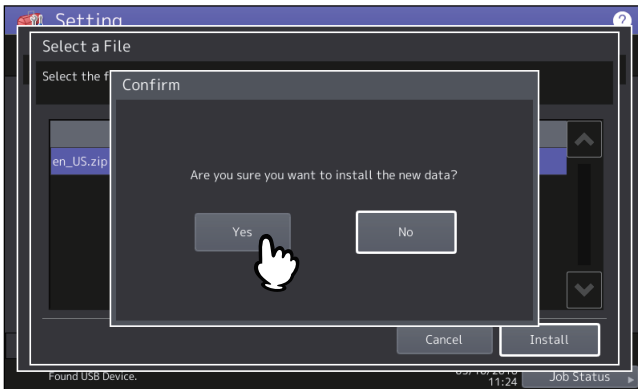 Setting
?
Select a File
Select the f
Confirm
en_US.zip
Are you sure you want to install the new data?
Yes
No
Cancel
Install
Found USB Device.
11:24
Job Status